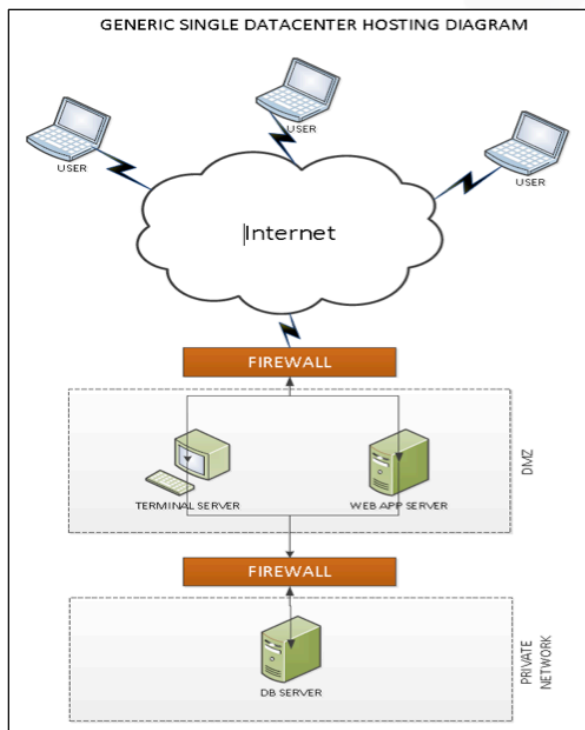 GENERIC SINGLE DATACENTER HOSTING DIAGRAM
USER
USER
USER
Internet
FIREWALL
TERMINAL SERVER
WEB APP SERVER
DMZ
FIREWALL
DB SERVER
PRIVATE
NETWORK